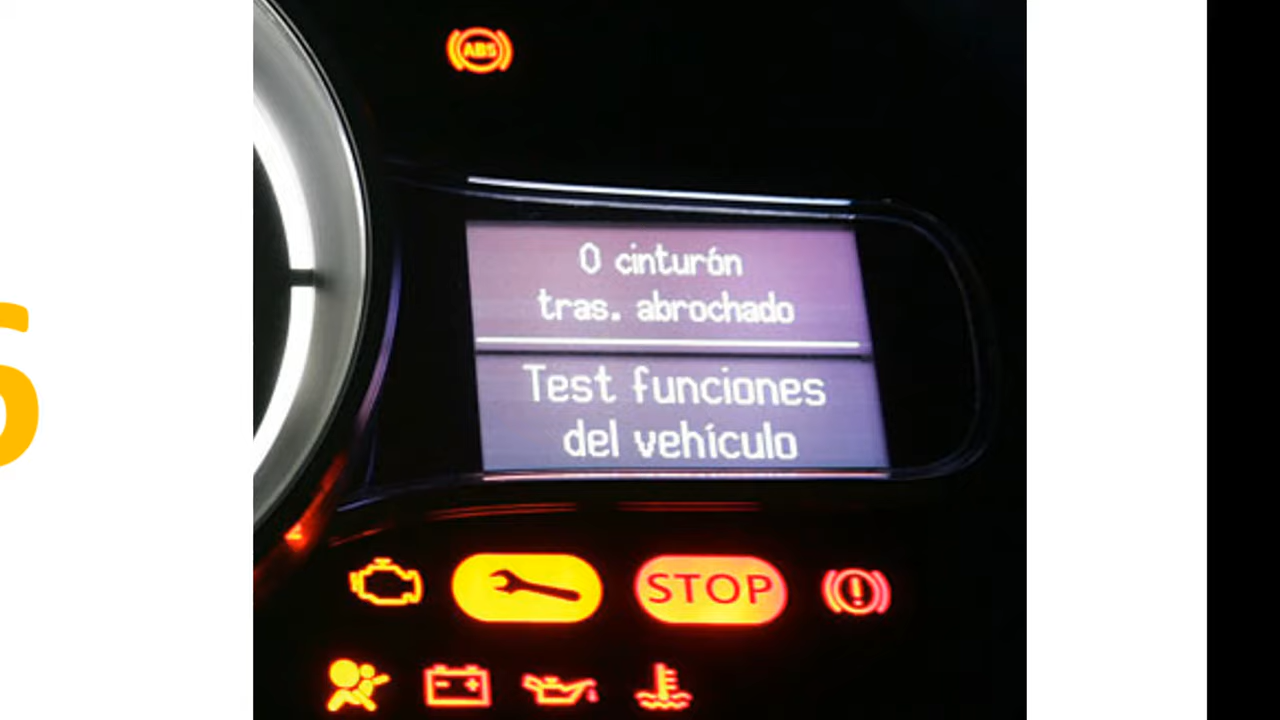 ABS
0 cinturón
tras. abrochado
Test funciones
del vehículo
STOP